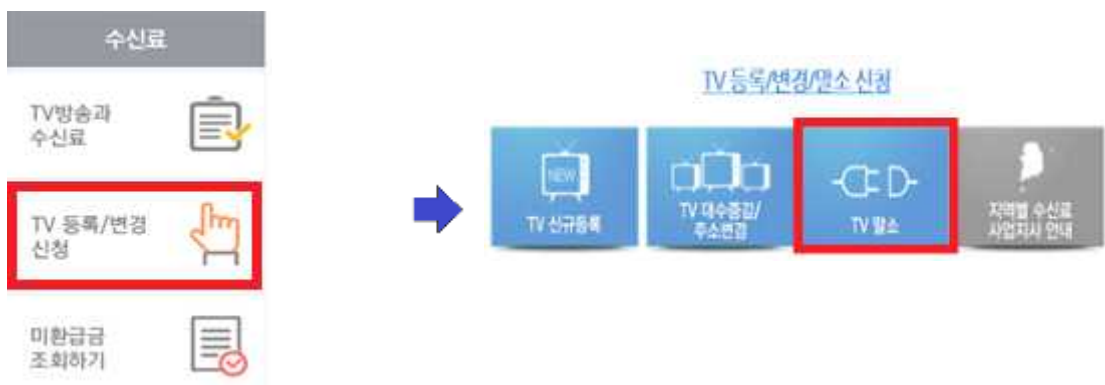 수신료
TV방송과
수신료
TV 등록/변경
신청
미환급금
조회하기
TV 등록/변경/말소 신청
NEW
TV 신규등록
TV 대수증감/
주소변경
TV 말소
지역별 수신료
사업지사 안내